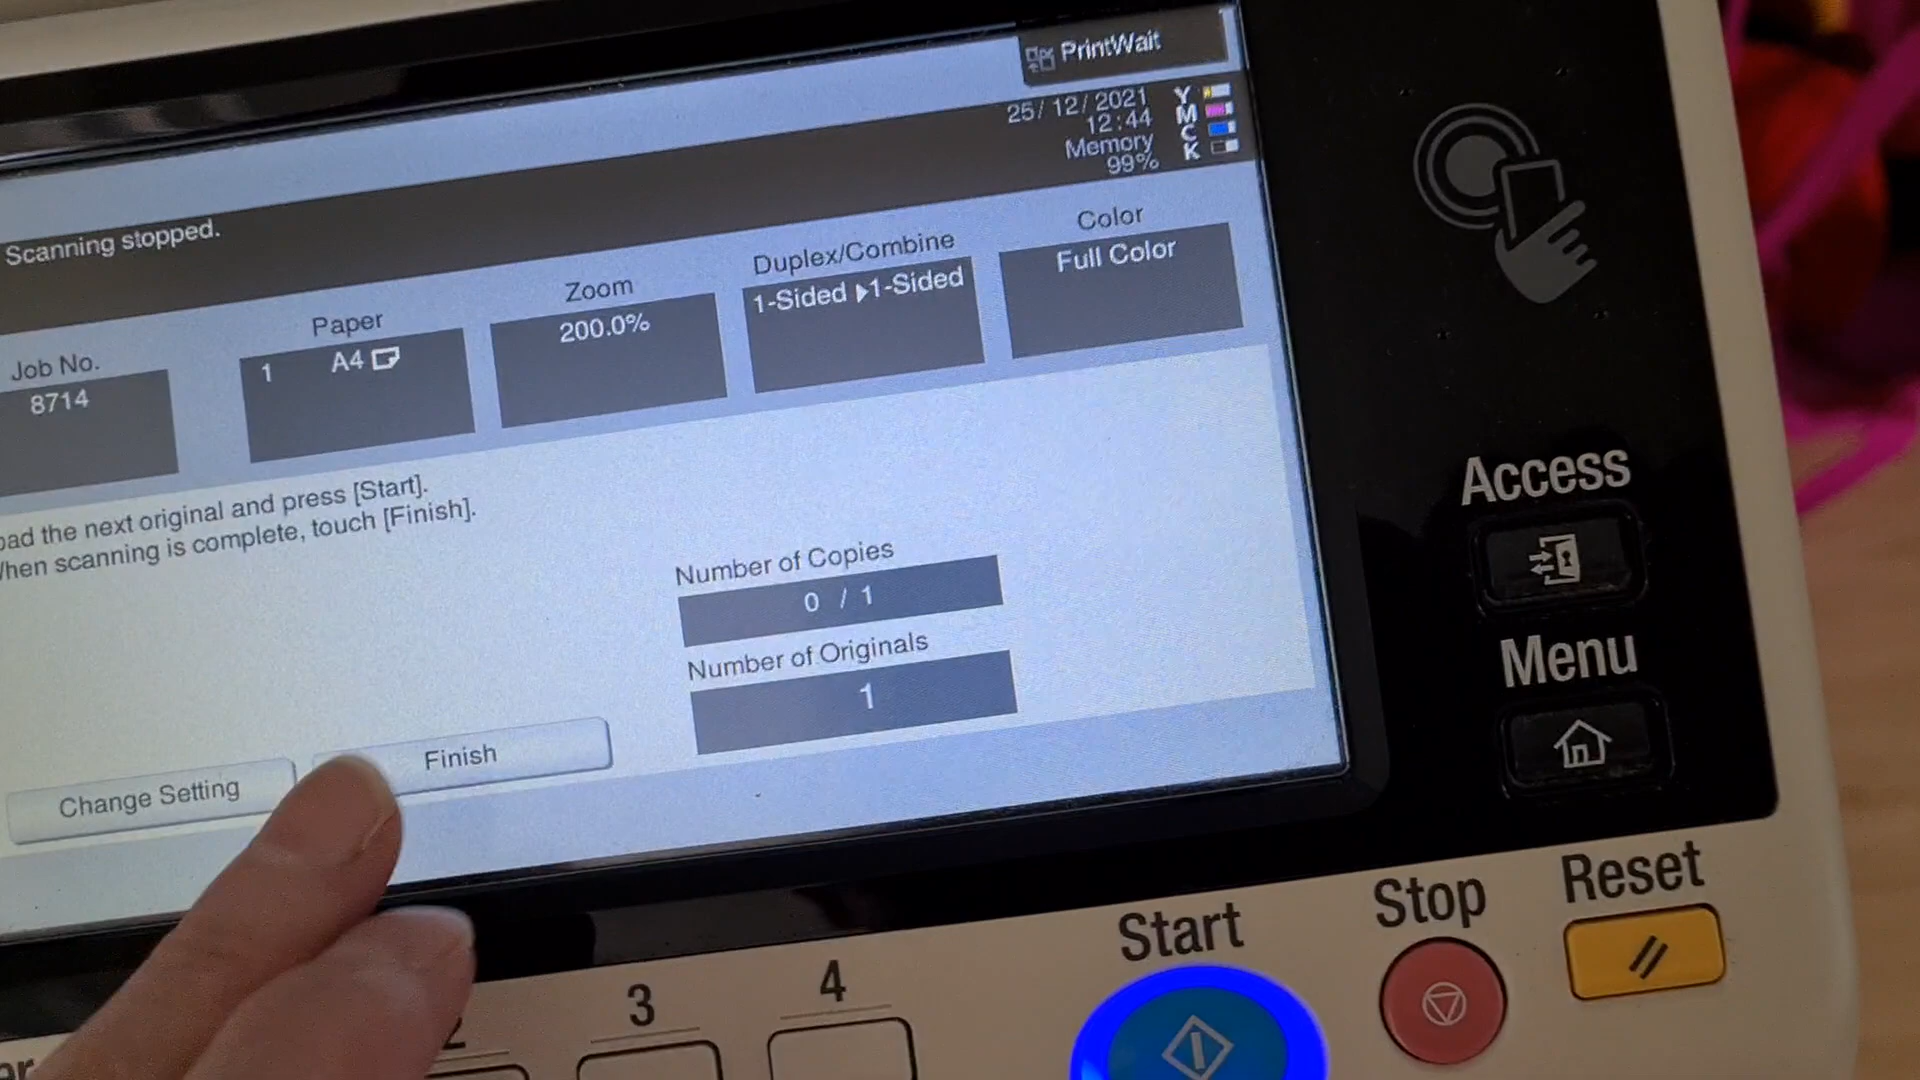 PrintWait
25/12/2021
12:44
Memory
99%
Y
M
C
K
Scanning stopped.
Job No.
8714
Paper
1 A4
Zoom
200.0%
Duplex/Combine
1-Sided ▶1-Sided
Color
Full Color
oad the next original and press [Start].
When scanning is complete, touch [Finish].
Number of Copies
0 / 1
Number of Originals
1
Change Setting
Finish
Access
Menu
Reset
Stop
Start
2
3
4